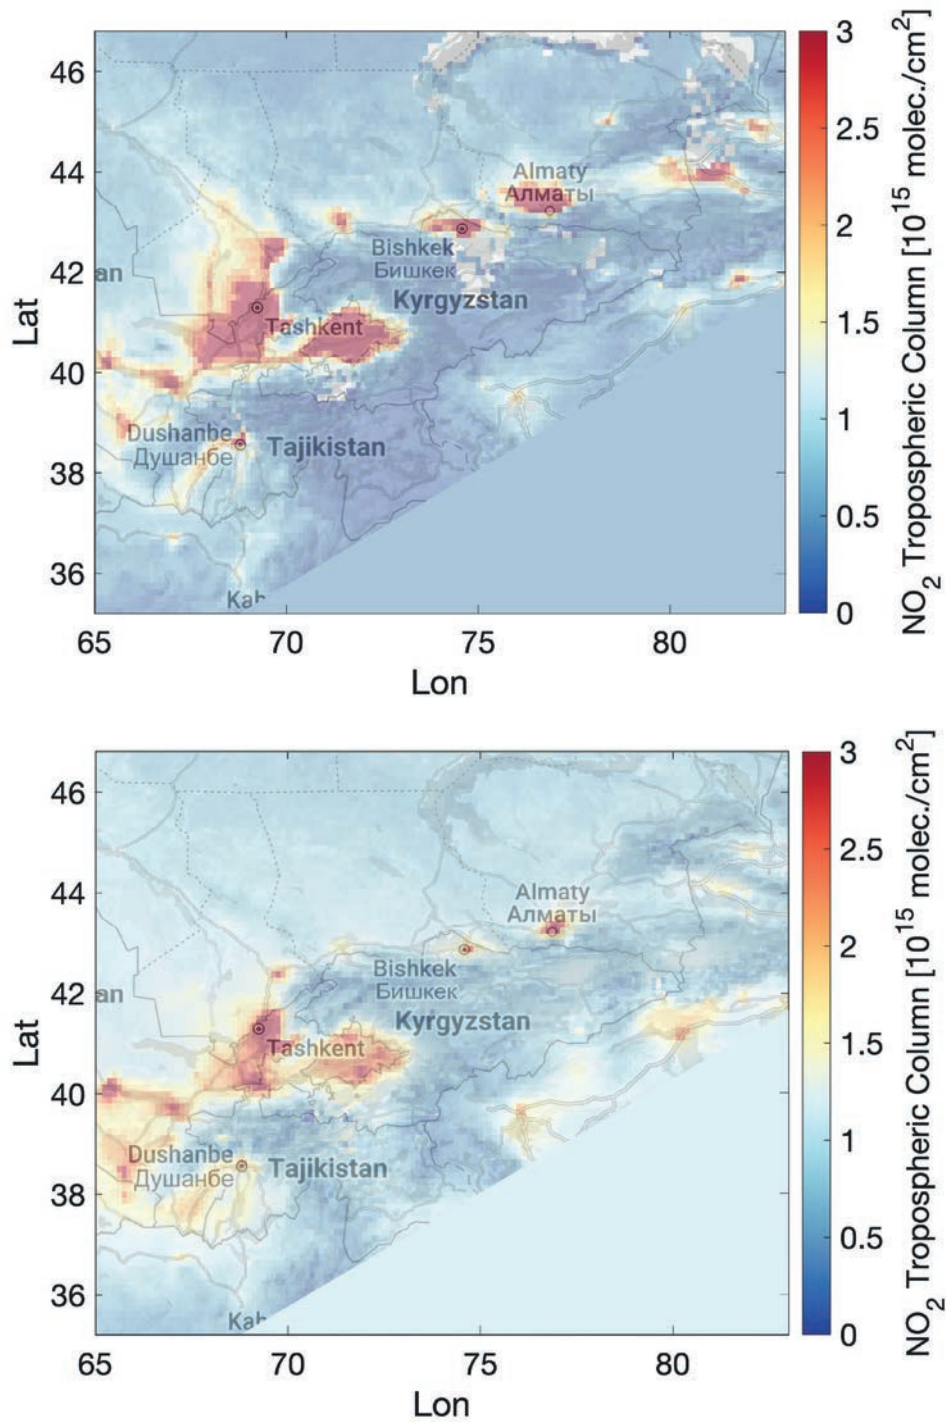 46
44
42
40
38
36
Lat
65
70
75
80
Lon
Almaty
Алматы
Bishkek
Бишкек
an
Kyrgyzstan
Tashkent
Dushanbe
Душанбе
Tajikistan
Kab
3
2.5
2
1.5
1
0.5
0
NO2 Tropospheric Column [10^15 molec./cm^2]
46
44
42
40
38
36
Lat
65
70
75
80
Lon
Almaty
Алматы
Bishkek
Бишкек
an
Kyrgyzstan
Tashkent
Dushanbe
Душанбе
Tajikistan
Kab
3
2.5
2
1.5
1
0.5
0
NO2 Tropospheric Column [10^15 molec./cm^2]